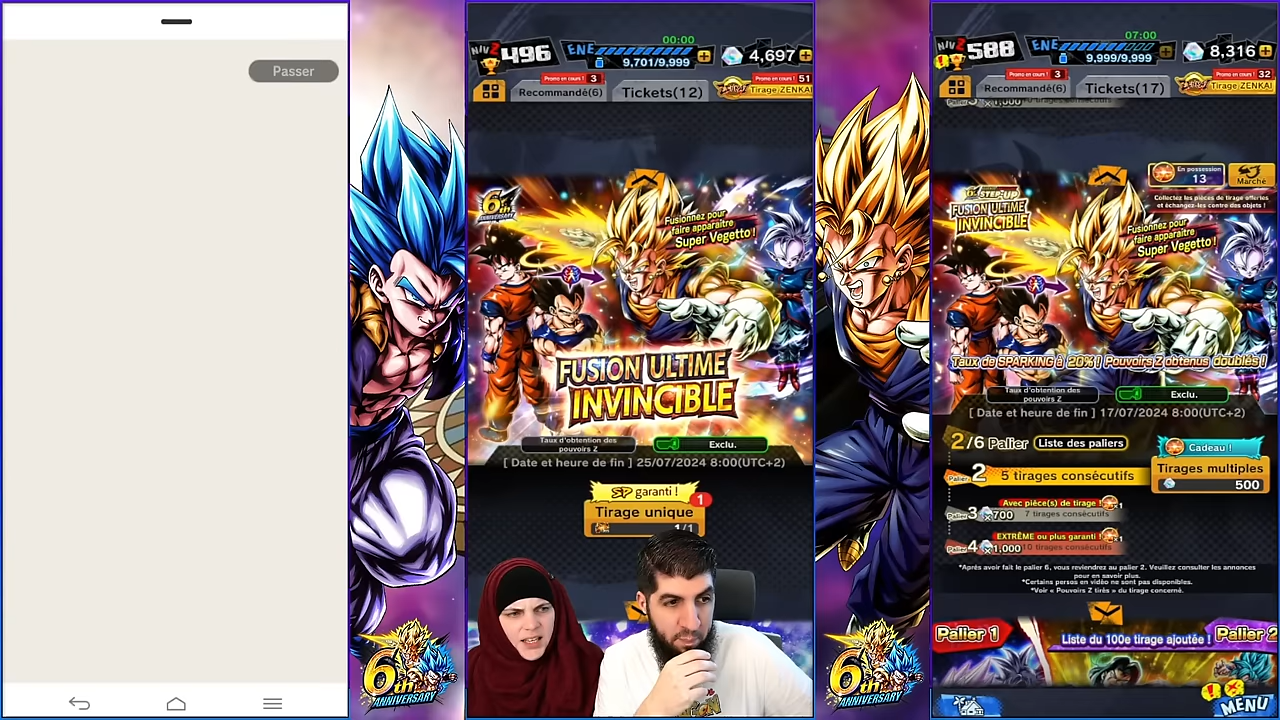 Passer
NIV Z 496
ENE
00:00
9,701/9,999
4,697
Promo en cours ! 3
Recommandé(6)
Tickets(12)
Promo en cours ! 51
Tirage ZENKAI
6th
ANNIVERSARY
Fusionnez pour
faire apparaître
Super Vegetto !
FUSION ULTIME
INVINCIBLE
Taux d'obtention des
pouvoirs Z
Exclu.
[ Date et heure de fin ] 25/07/2024 8:00(UTC+2)
SP garanti !
1
Tirage unique
1/1
6th
ANNIVERSARY
6th
ANNIVERSARY
NIV Z 588
ENE
07:00
9,999/9,999
8,316
Promo en cours ! 3
Recommandé(6)
Tickets(17)
Promo en cours ! 32
Tirage ZENKAI
En possession
13
Marché
Collectez les pièces de tirage offertes
et échangez-les contre des objets !
STEP-UP
FUSION ULTIME
INVINCIBLE
Fusionnez pour
faire apparaître
Super Vegetto !
Taux de SPARKING à 20% ! Pouvoirs Z obtenus doublés !
Taux d'obtention des
pouvoirs Z
Exclu.
[ Date et heure de fin ] 17/07/2024 8:00(UTC+2)
2/6 Palier
Liste des paliers
Cadeau !
Palier 2
5 tirages consécutifs
Tirages multiples
500
Avec pièce(s) de tirage !
x1
Palier 3
x700
7 tirages consécutifs
EXTRÊME ou plus garanti !
x1
Palier 4
x1,000
10 tirages consécutifs
*Après avoir fait le palier 6, vous reviendrez au palier 2. Veuillez consulter les annonces
pour en savoir plus.
*Certains persos en vidéo ne sont pas disponibles.
*Voir « Pouvoirs Z tirés » du tirage concerné.
Palier 1
Liste du 100e tirage ajoutée !
Palier 2
MENU